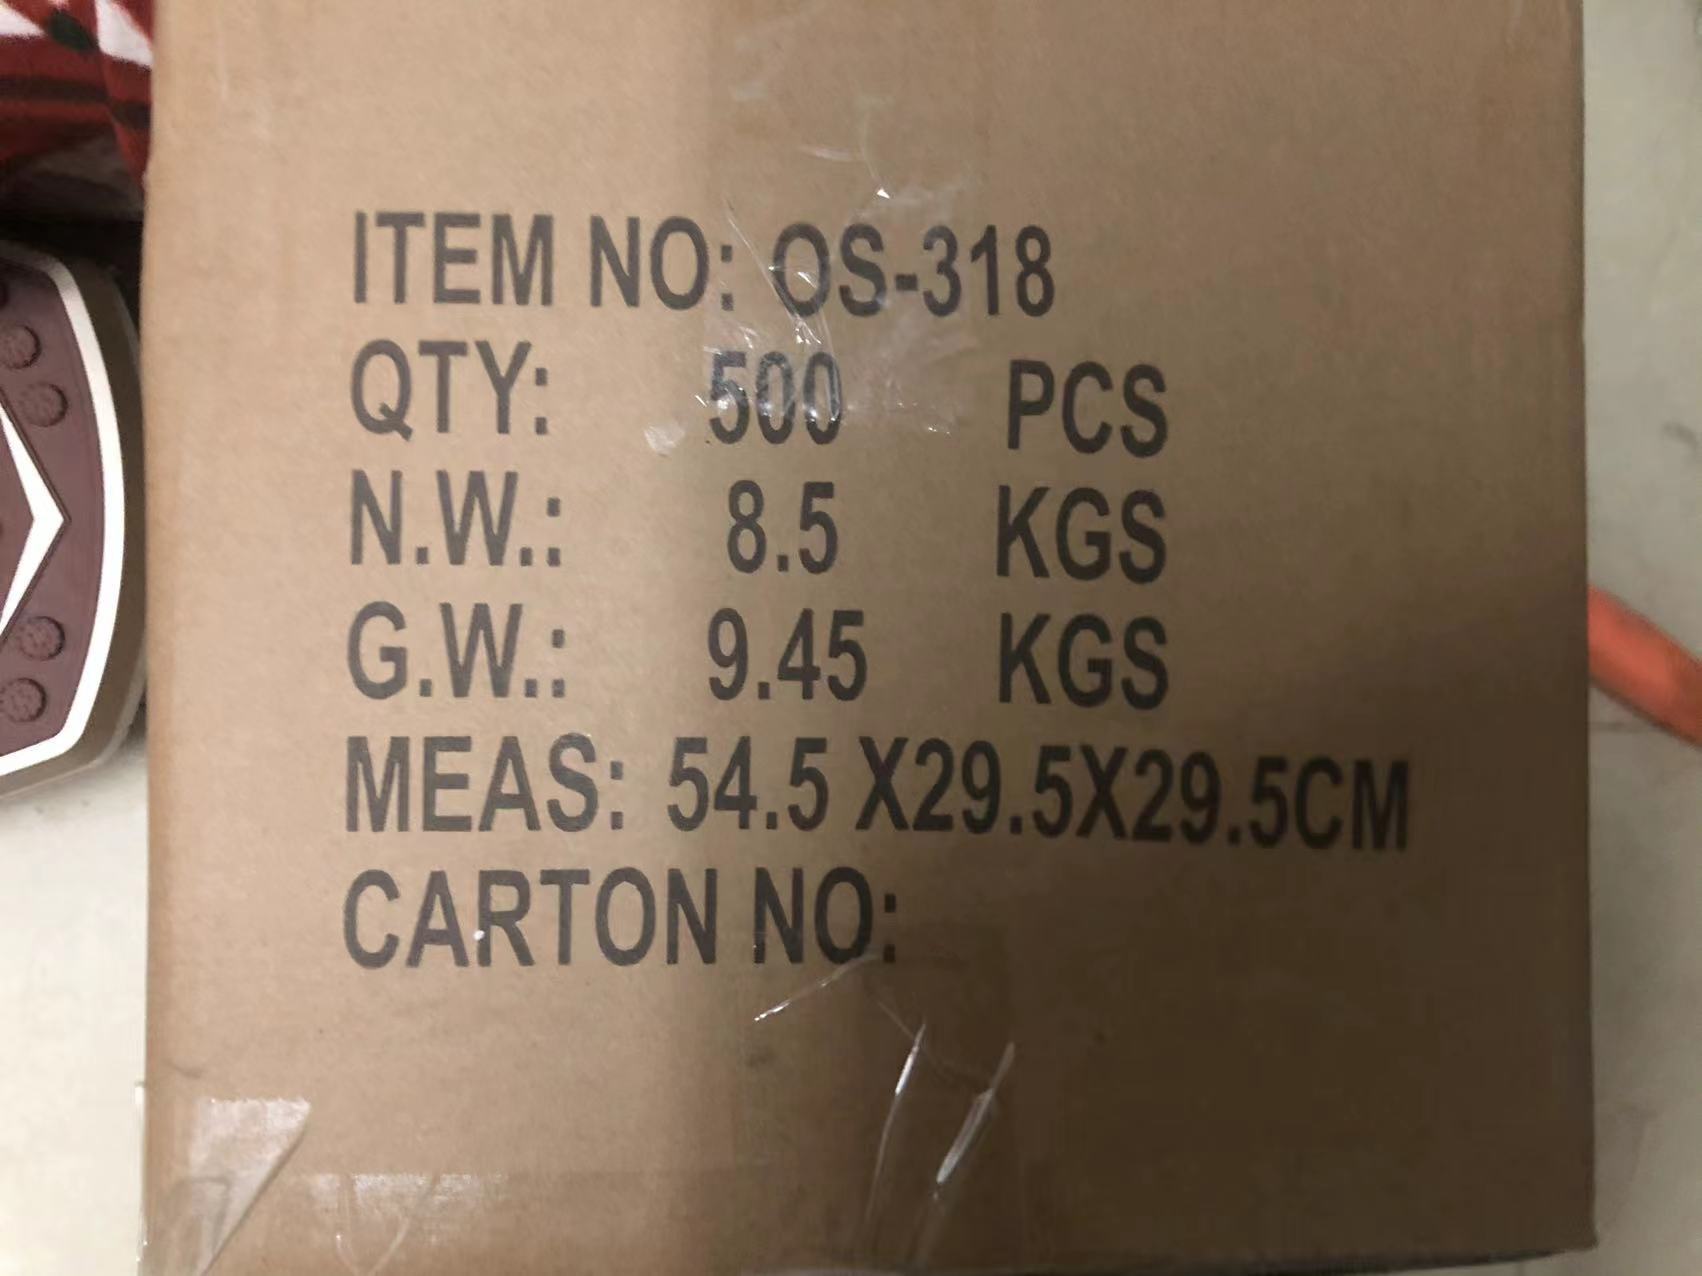 ITEM NO: OS-318
QTY: 500 PCS
N.W.: 8.5 KGS
G.W.: 9.45 KGS
MEAS: 54.5 X29.5X29.5CM
CARTON NO: